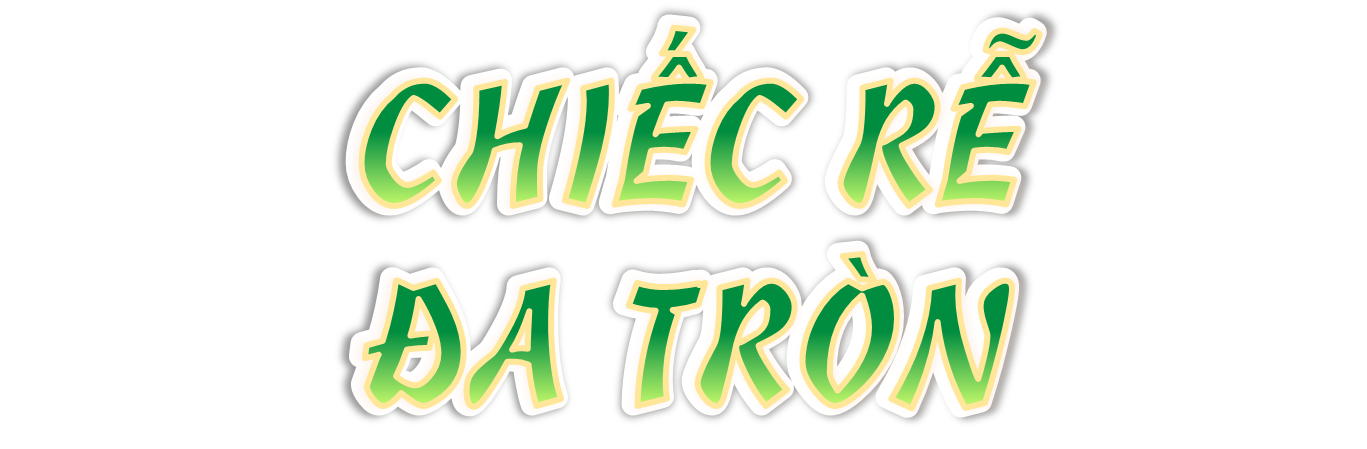 CHIẾC RỄ
ĐA TRÒN